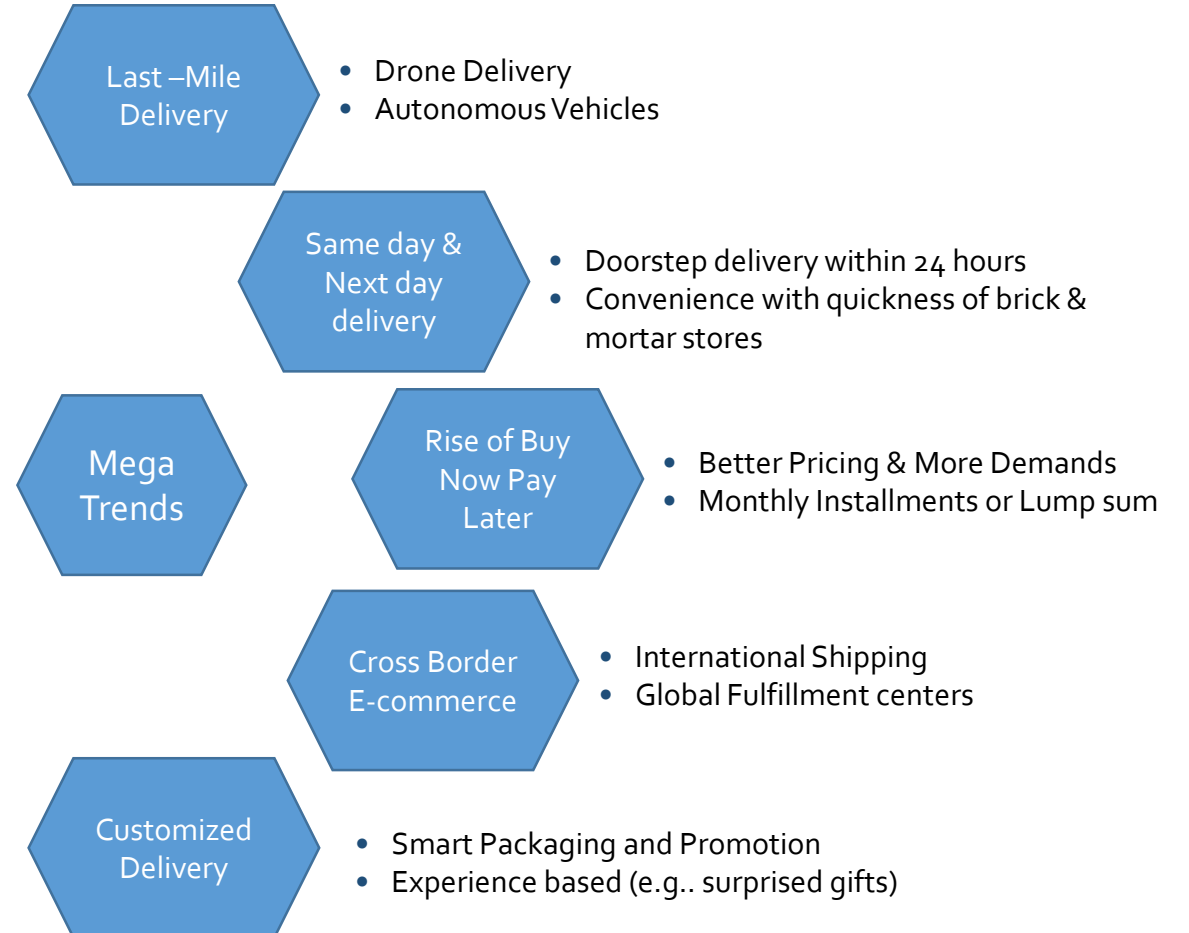 Last –Mile
Delivery
• Drone Delivery
• Autonomous Vehicles
Same day &
Next day
delivery
• Doorstep delivery within 24 hours
• Convenience with quickness of brick &
mortar stores
Mega
Trends
Rise of Buy
Now Pay
Later
• Better Pricing & More Demands
• Monthly Installments or Lump sum
Cross Border
E-commerce
• International Shipping
• Global Fulfillment centers
Customized
Delivery
• Smart Packaging and Promotion
• Experience based (e.g.. surprised gifts)